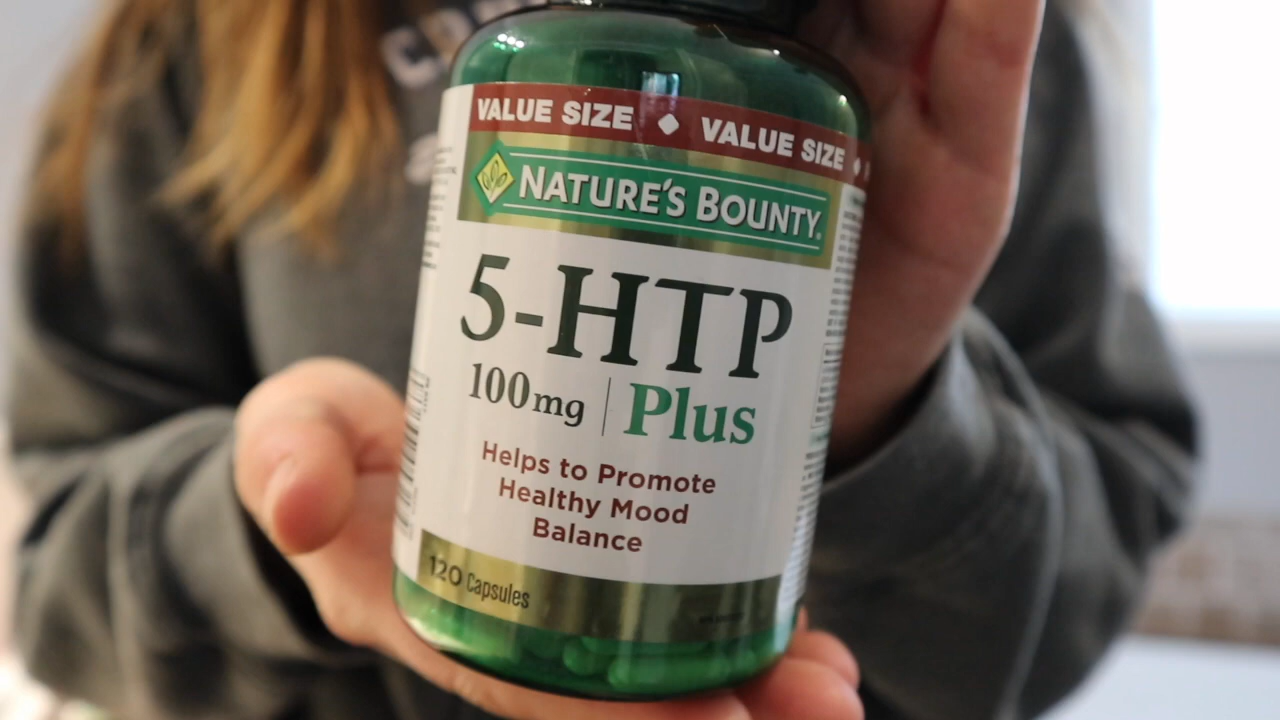 VALUE SIZE ◆ VALUE SIZE
NATURE'S BOUNTY
5-HTP
100mg | Plus
Helps to Promote
Healthy Mood
Balance
120 Capsules